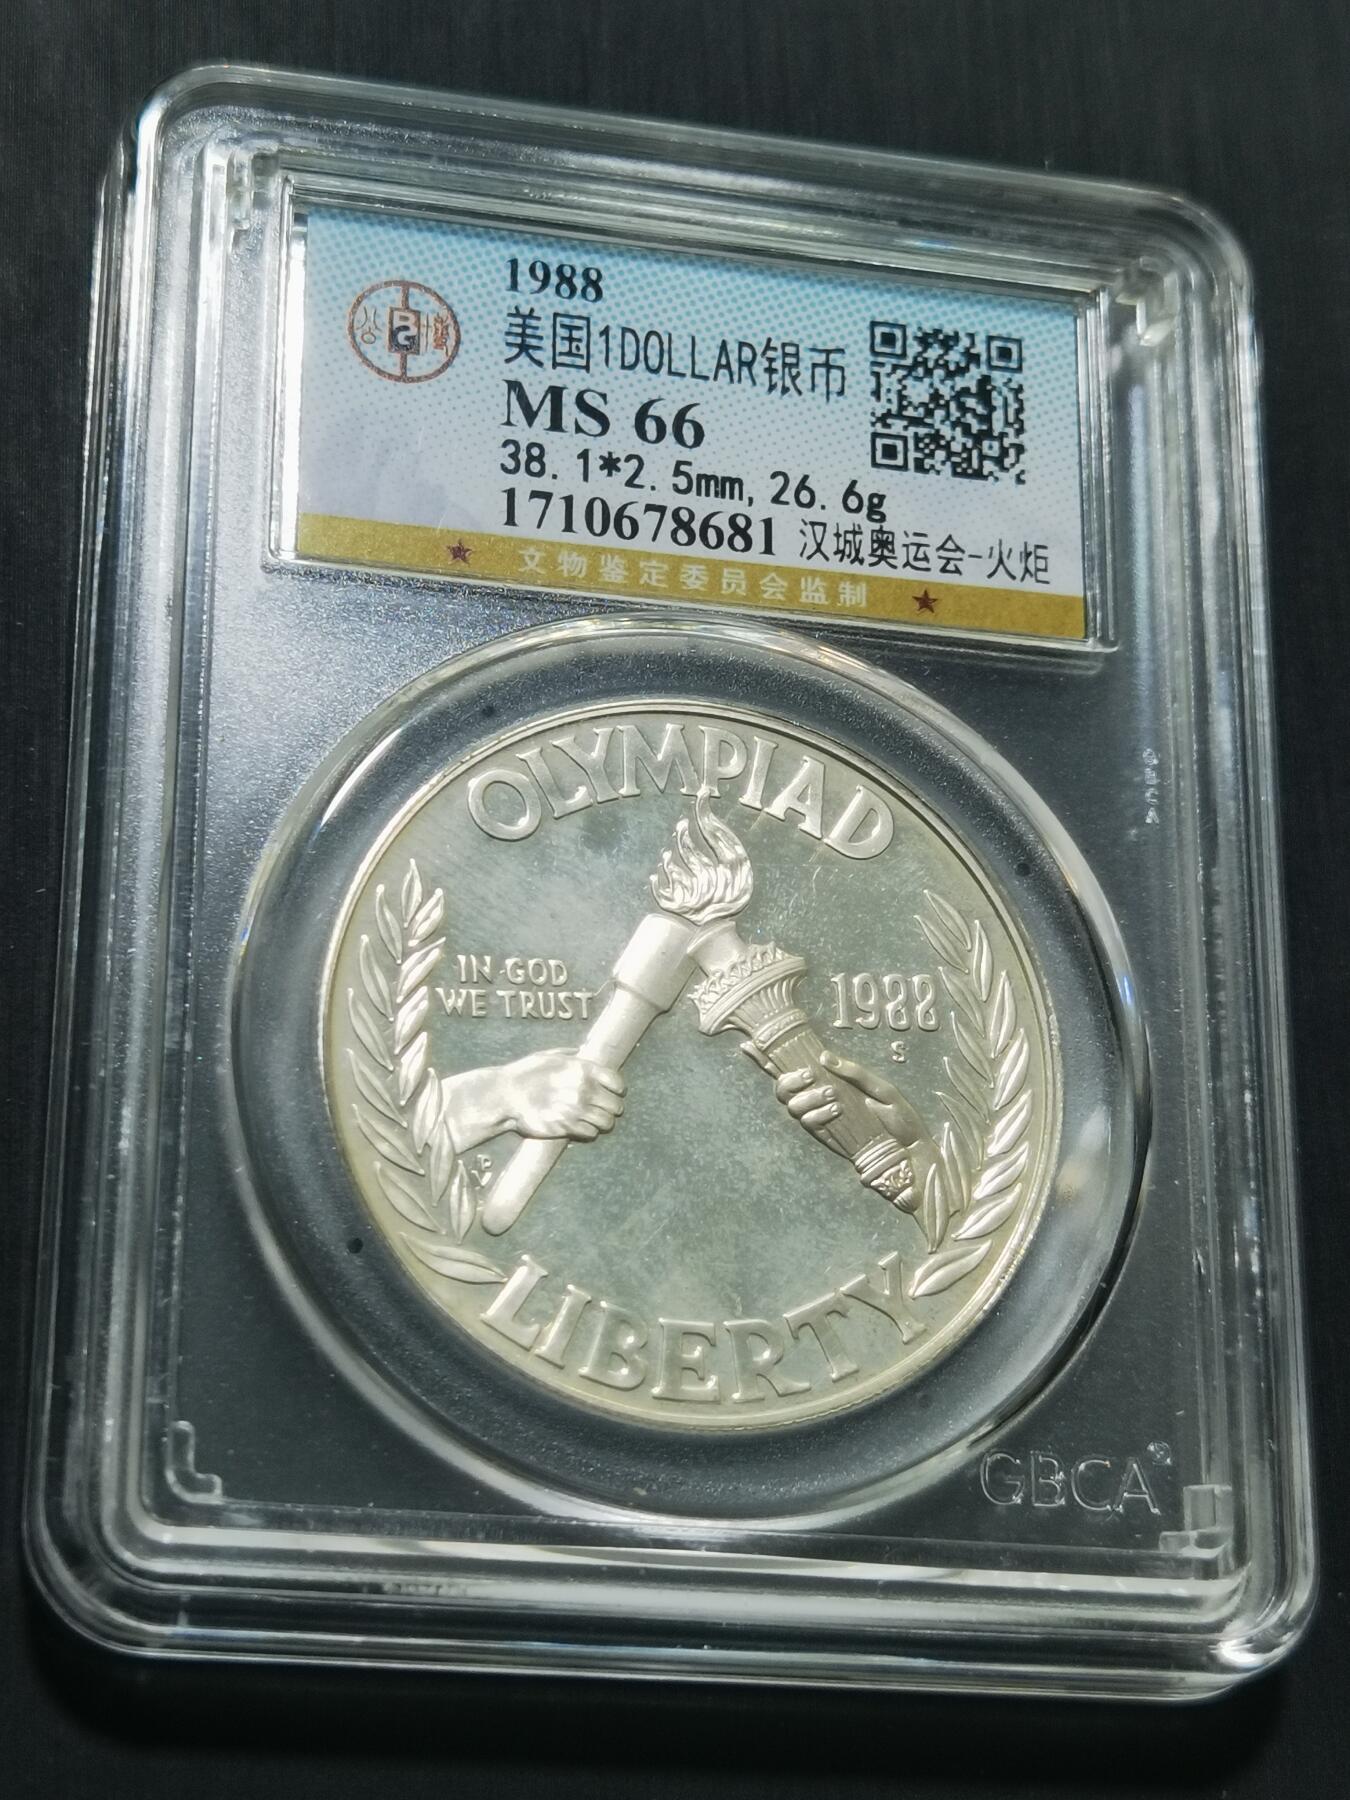 1988
美国1DOLLAR银币
MS 66
38.1*2.5mm,26.6g
1710678681 汉城奥运会-火炬
文物鉴定委员会监制
公博
OLYMPIAD
IN GOD
WE TRUST
1988
S
LIBERTY
GBCA